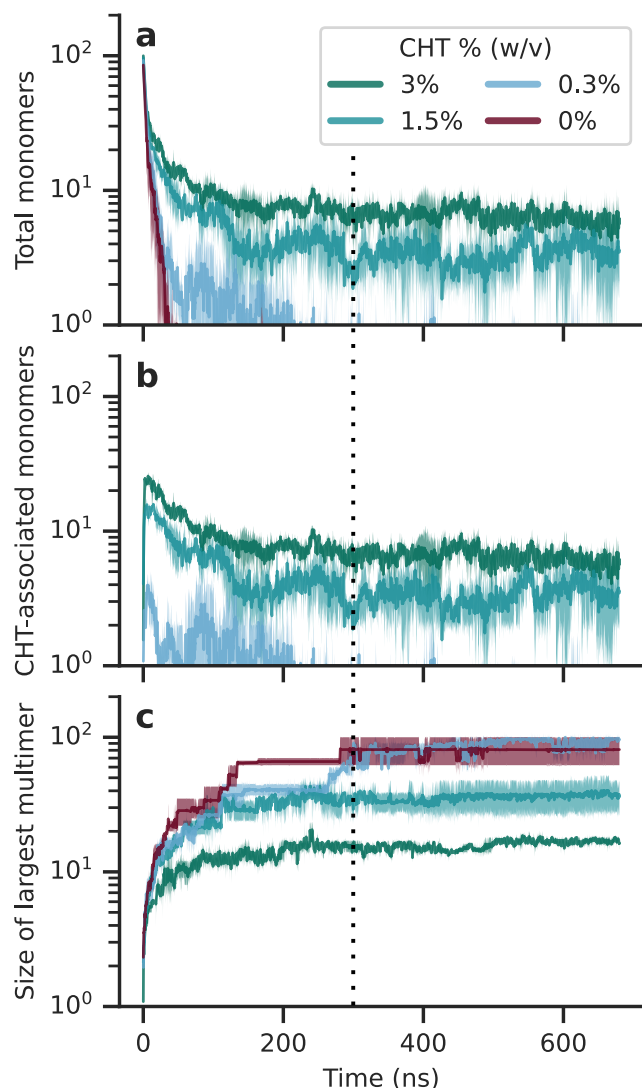 a
CHT % (w/v)
3%
0.3%
1.5%
0%
Total monomers
10²
10¹
10⁰
b
CHT-associated monomers
10²
10¹
10⁰
c
Size of largest multimer
10²
10¹
10⁰
0
200
400
600
Time (ns)